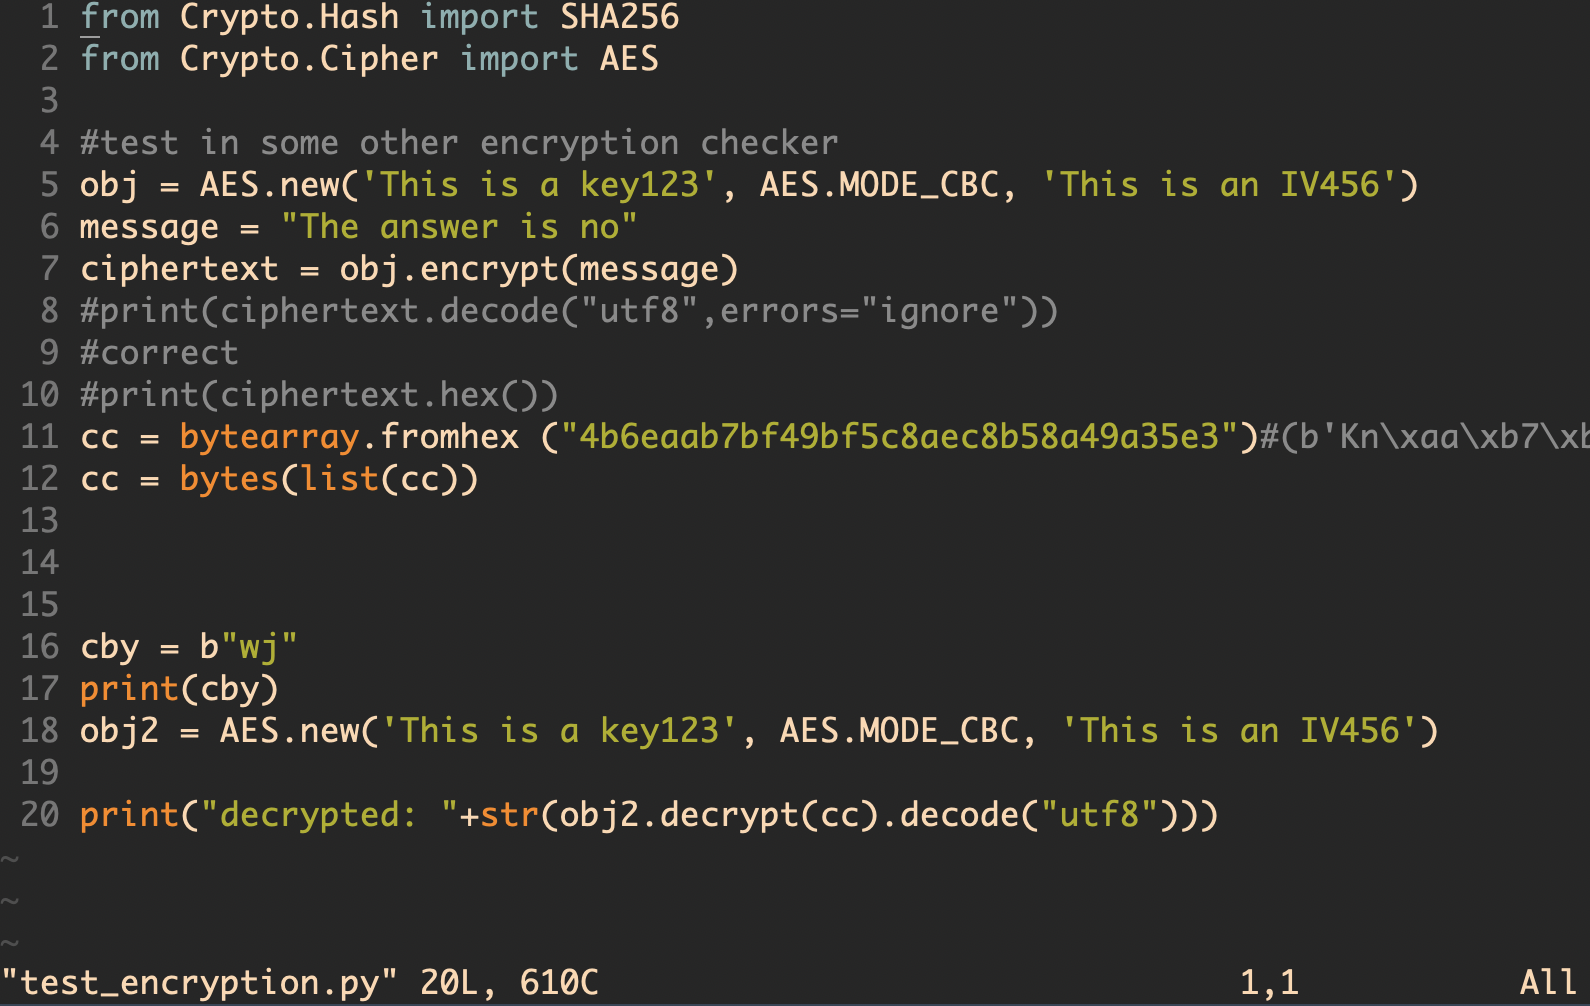 1 from Crypto.Hash import SHA256
2 from Crypto.Cipher import AES
3
4 #test in some other encryption checker
5 obj = AES.new('This is a key123', AES.MODE_CBC, 'This is an IV456')
6 message = "The answer is no"
7 ciphertext = obj.encrypt(message)
8 #print(ciphertext.decode("utf8",errors="ignore"))
9 #correct
10 #print(ciphertext.hex())
11 cc = bytearray.fromhex ("4b6eaab7bf49bf5c8aec8b58a49a35e3")#(b'Kn\xaa\xb7\xb
12 cc = bytes(list(cc))
13
14
15
16 cby = b"wj"
17 print(cby)
18 obj2 = AES.new('This is a key123', AES.MODE_CBC, 'This is an IV456')
19
20 print("decrypted: "+str(obj2.decrypt(cc).decode("utf8")))
~
~
~
"test_encryption.py" 20L, 610C 1,1 All